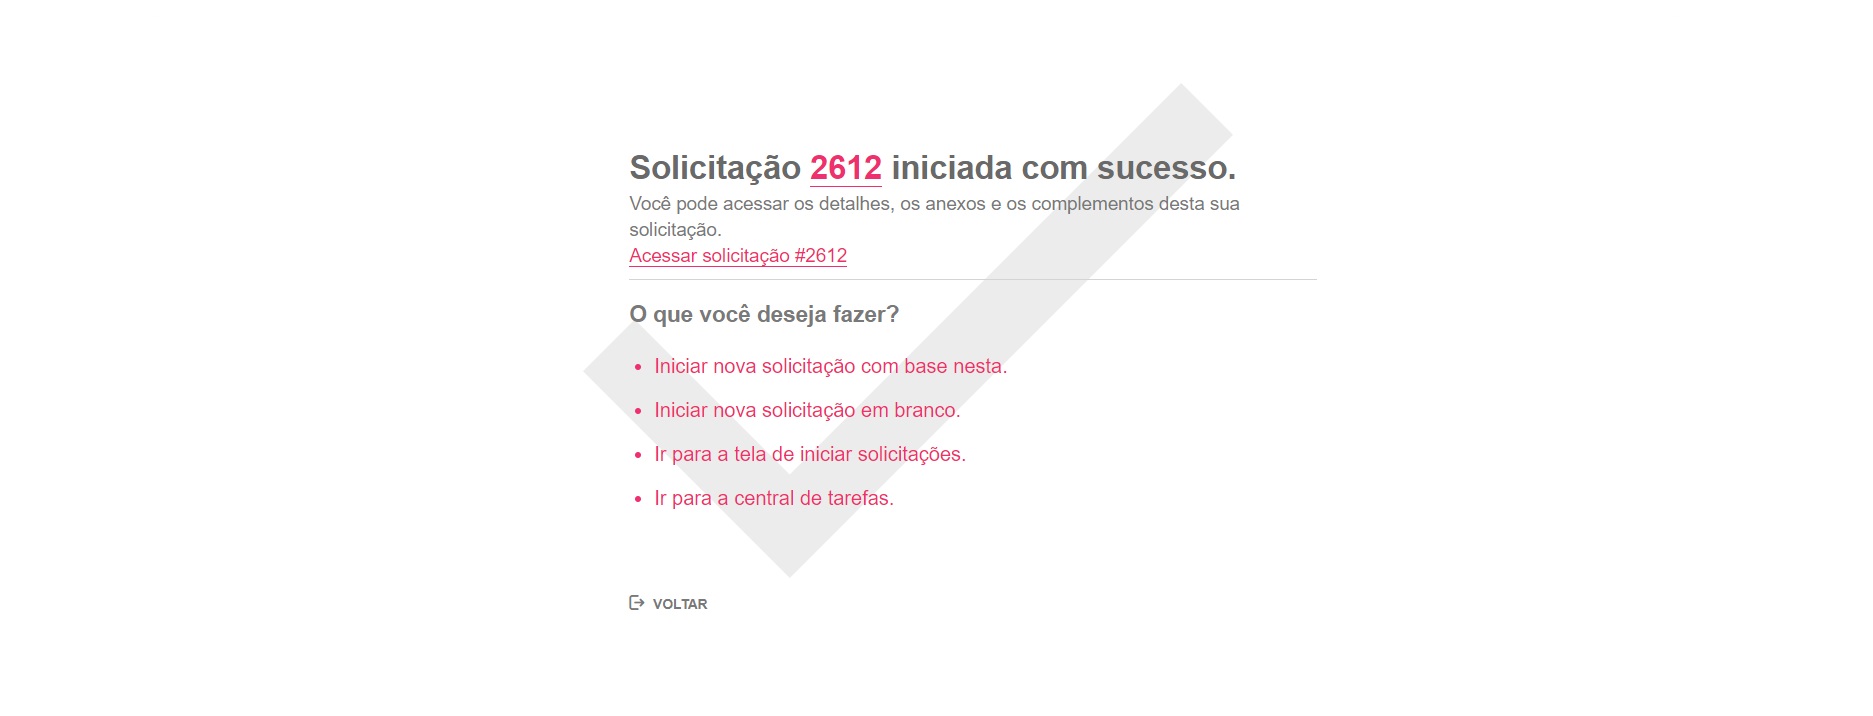 Solicitação 2612 iniciada com sucesso.
Você pode acessar os detalhes, os anexos e os complementos desta sua
solicitação.
Acessar solicitação #2612
O que você deseja fazer?
• Iniciar nova solicitação com base nesta.
• Iniciar nova solicitação em branco.
• Ir para a tela de iniciar solicitações.
• Ir para a central de tarefas.
VOLTAR